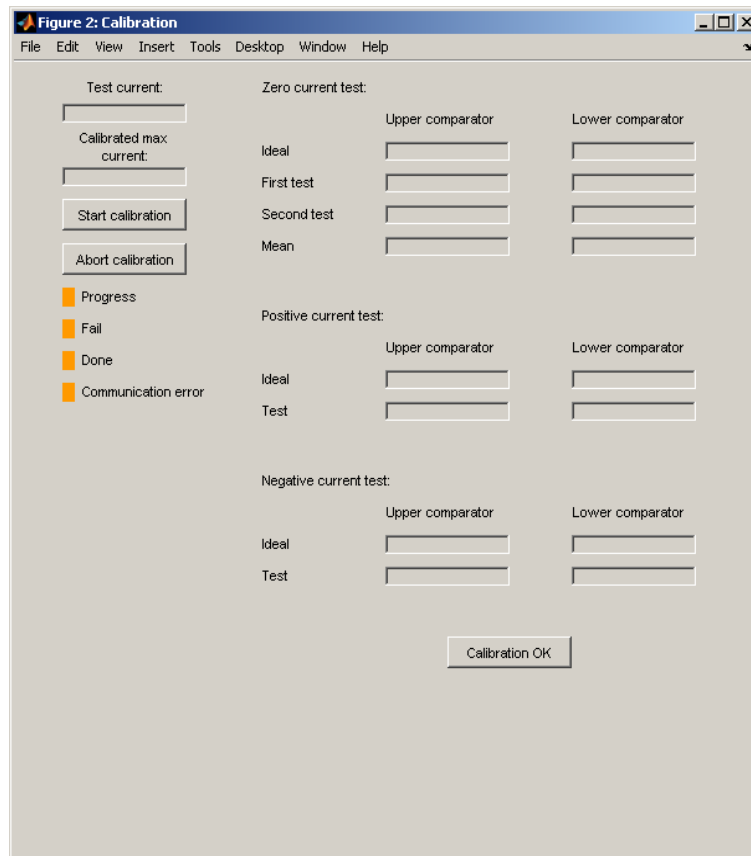 Figure 2: Calibration
File Edit View Insert Tools Desktop Window Help
Test current:
Calibrated max
current:
Start calibration
Abort calibration
Progress
Fail
Done
Communication error
Zero current test:
Upper comparator Lower comparator
Ideal
First test
Second test
Mean
Positive current test:
Upper comparator Lower comparator
Ideal
Test
Negative current test:
Upper comparator Lower comparator
Ideal
Test
Calibration OK